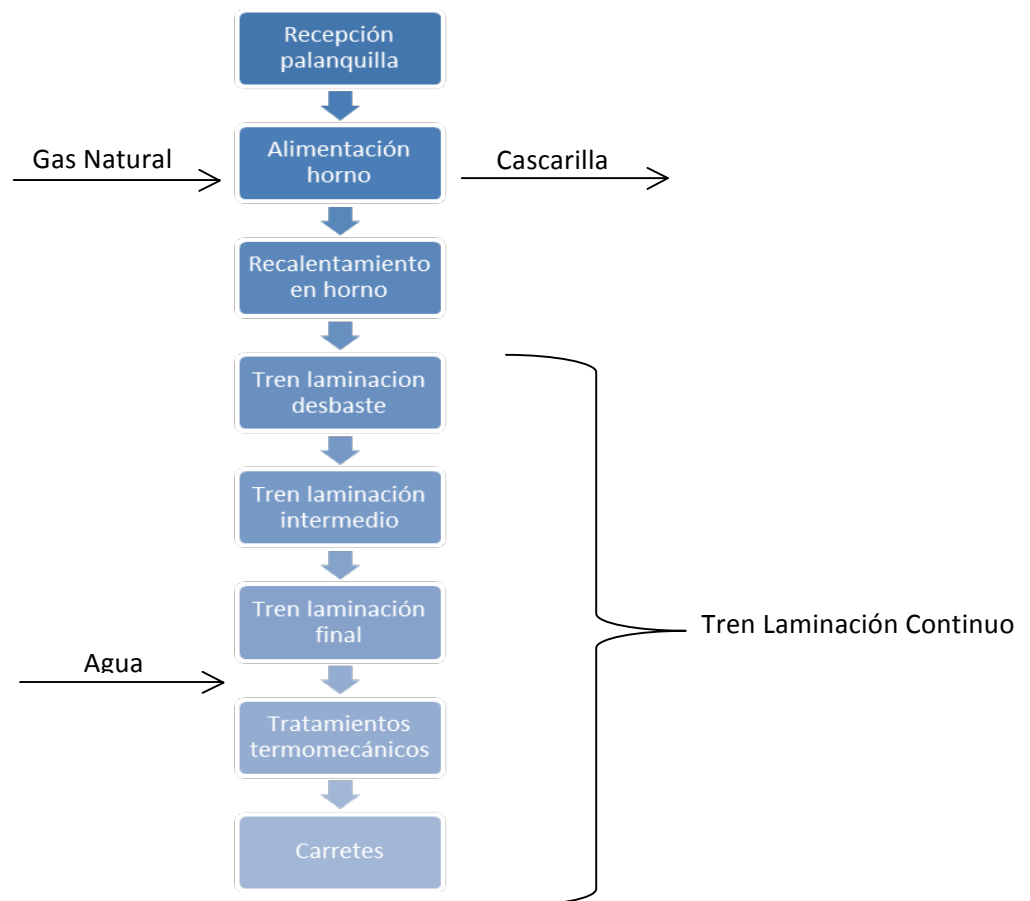 Recepción
palanquilla
Gas Natural
Alimentación
horno
Cascarilla
Recalentamiento
en horno
Tren laminacion
desbaste
Tren laminación
intermedio
Tren laminación
final
Tren Laminación Continuo
Agua
Tratamientos
termomecánicos
Carretes